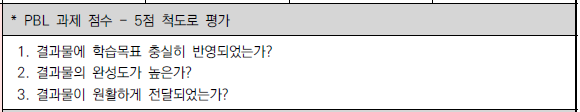 * PBL 과제 점수 - 5점 척도로 평가
1. 결과물에 학습목표 충실히 반영되었는가?
2. 결과물의 완성도가 높은가?
3. 결과물이 원활하게 전달되었는가?